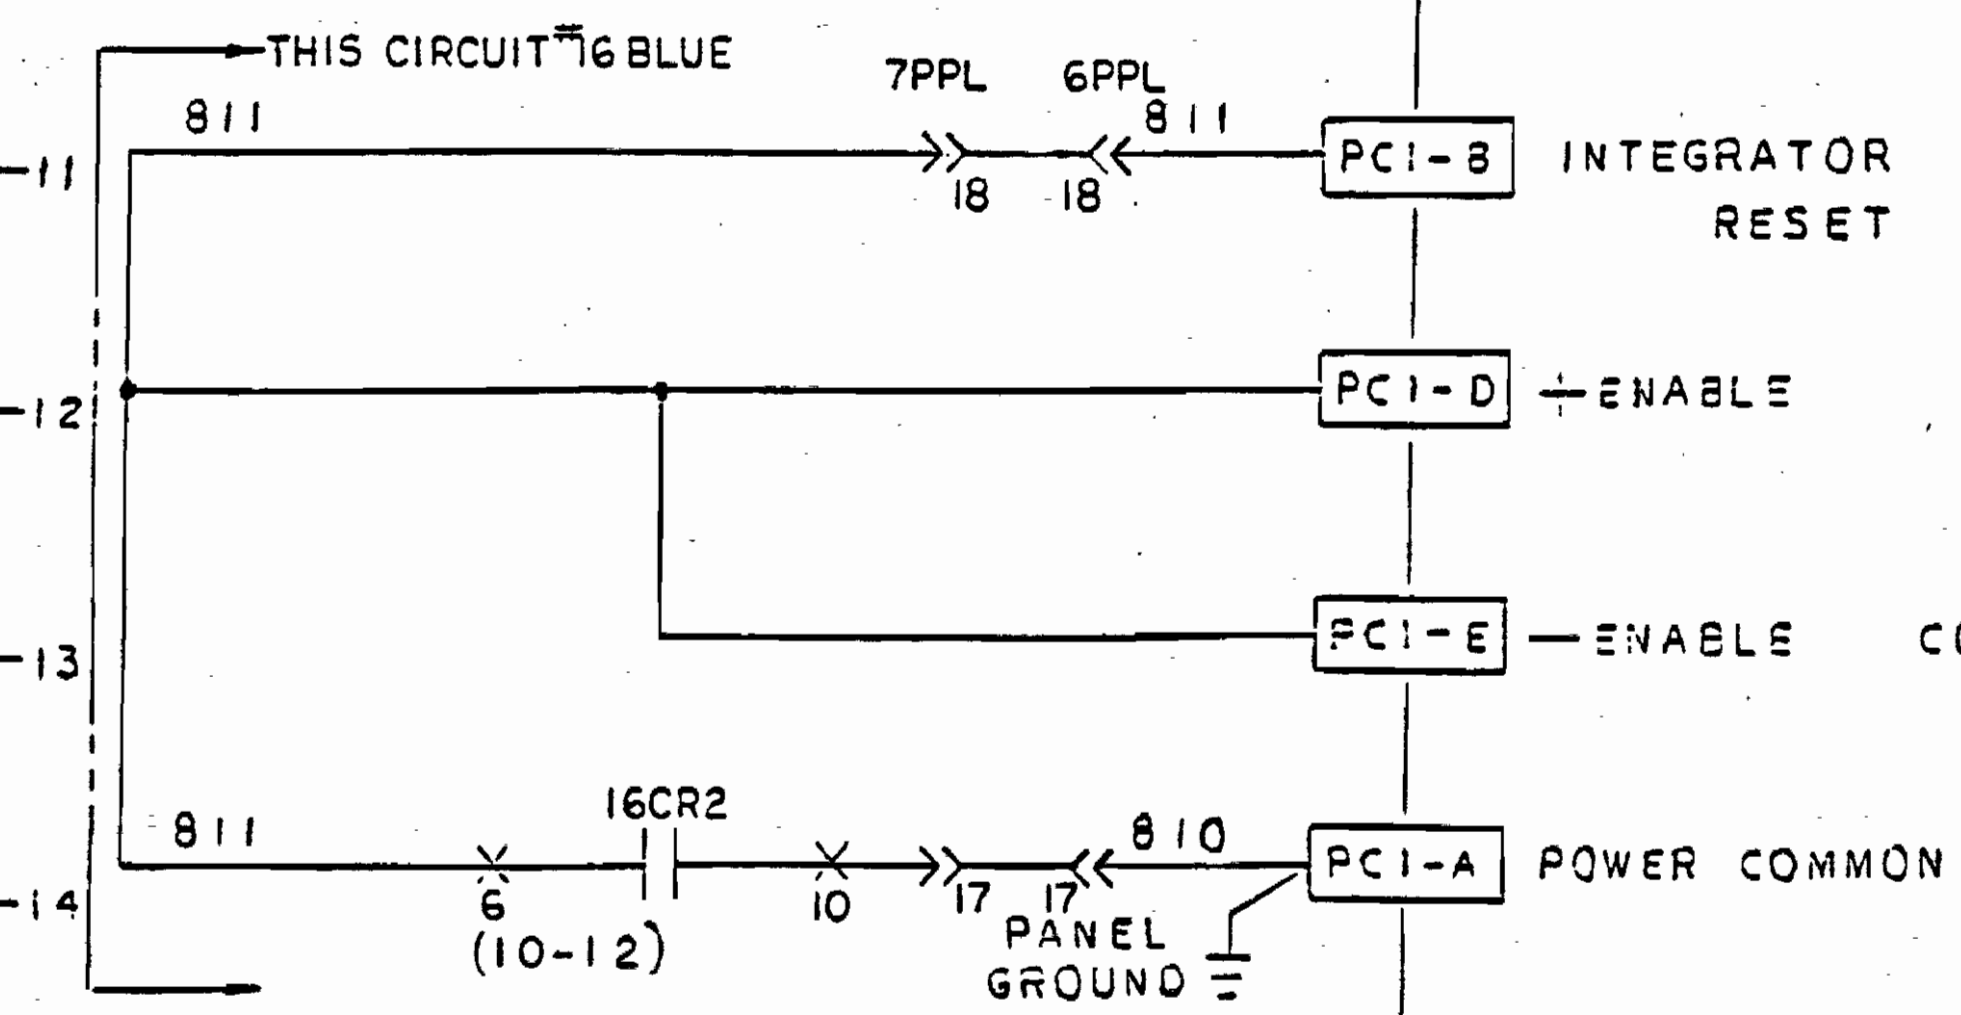 THIS CIRCUIT #16 BLUE
7PPL 6PPL
811 811
-11 PC1-B INTEGRATOR
18 18 RESET
-12 PC1-D +ENABLE
-13 PC1-E -ENABLE
16CR2
811 810
PC1-A POWER COMMON
-14 6 10 17 17
(10-12) PANEL
GROUND